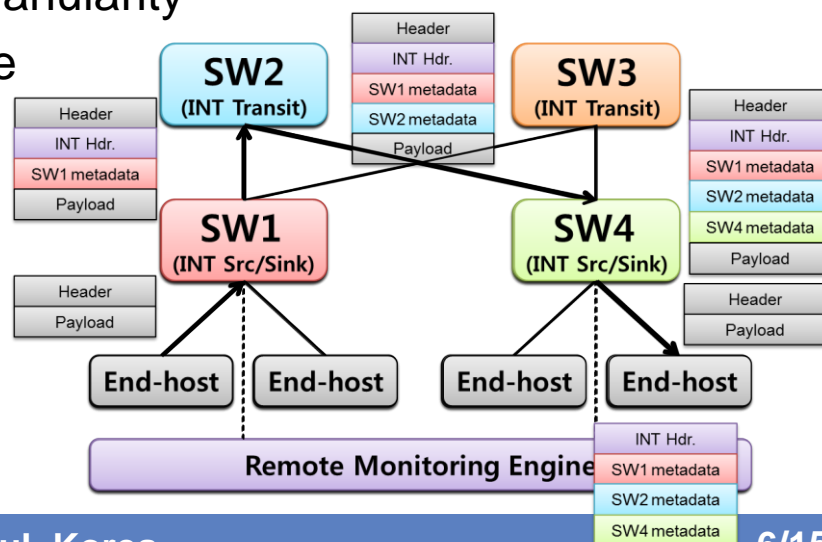 Header
INT Hdr.
SW1 metadata
SW2 metadata
Payload
SW2
(INT Transit)
SW3
(INT Transit)
Header
INT Hdr.
SW1 metadata
Payload
Header
INT Hdr.
SW1 metadata
SW2 metadata
SW4 metadata
Payload
SW1
(INT Src/Sink)
SW4
(INT Src/Sink)
Header
Payload
Header
Payload
End-host
End-host
End-host
End-host
Remote Monitoring Engine
INT Hdr.
SW1 metadata
SW2 metadata
SW4 metadata
Korea
6/15